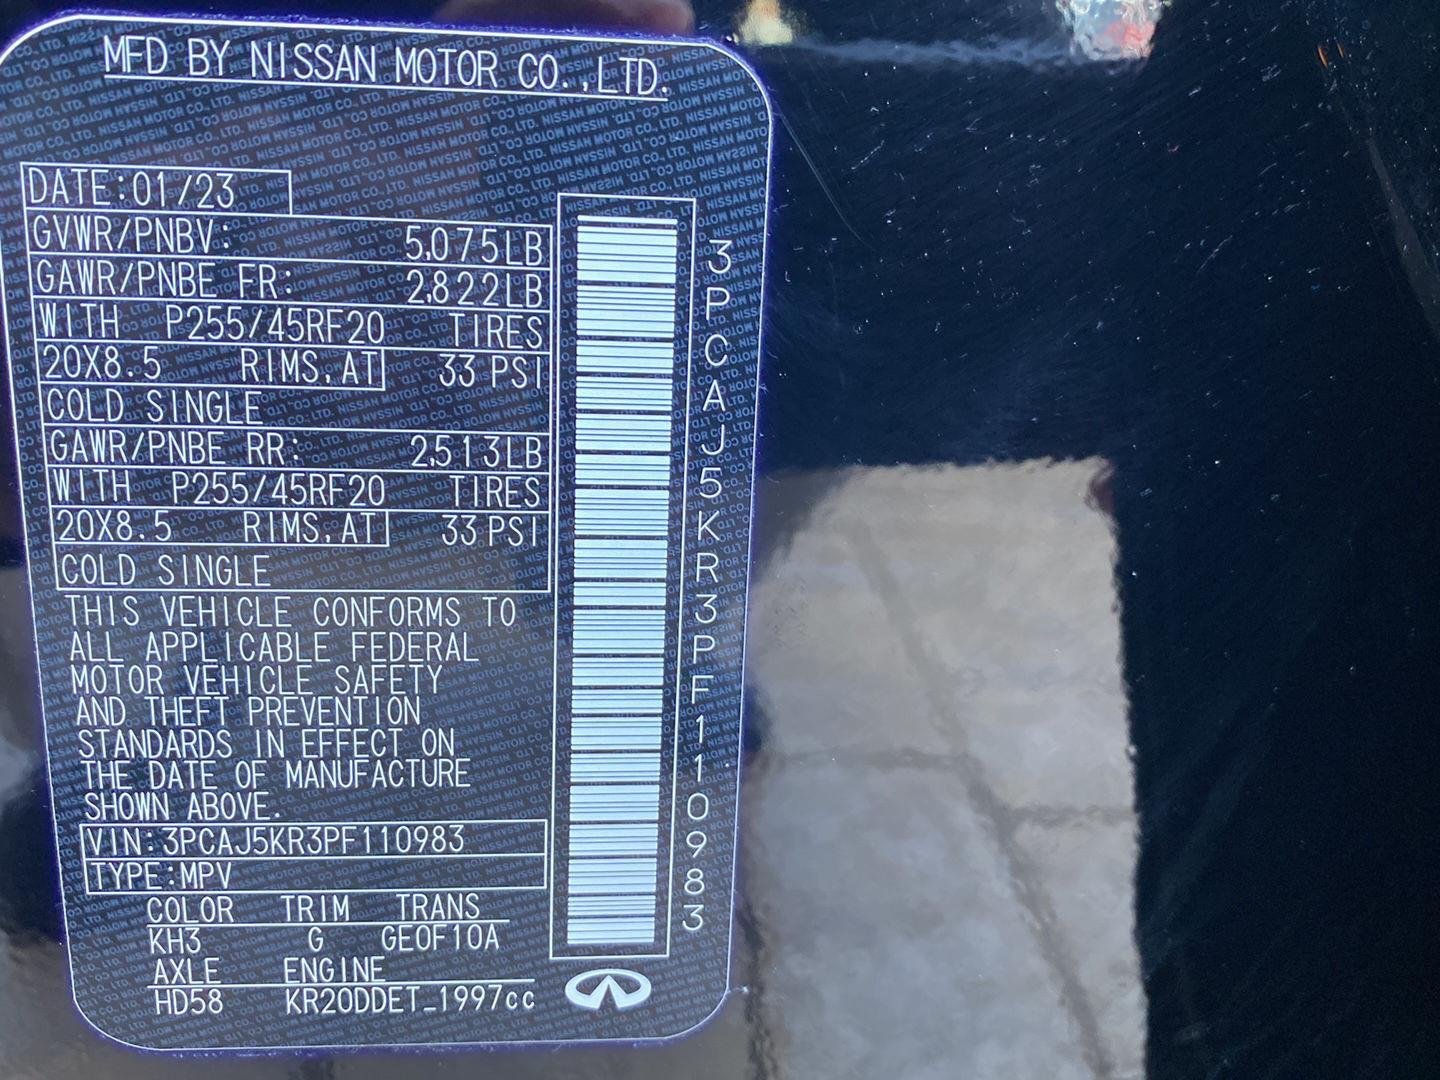 MFD BY NISSAN MOTOR CO.,LTD.
DATE:01/23
GVWR/PNBV: 5,075LB
GAWR/PNBE FR: 2,822LB
WITH P255/45RF20 TIRES
20X8.5 RIMS,AT 33 PSI
COLD SINGLE
GAWR/PNBE RR: 2,513LB
WITH P255/45RF20 TIRES
20X8.5 RIMS,AT 33 PSI
COLD SINGLE
THIS VEHICLE CONFORMS TO
ALL APPLICABLE FEDERAL
MOTOR VEHICLE SAFETY
AND THEFT PREVENTION
STANDARDS IN EFFECT ON
THE DATE OF MANUFACTURE
SHOWN ABOVE.
VIN:3PCAJ5KR3PF110983
TYPE:MPV
COLOR TRIM TRANS
KH3 G GE0F10A
AXLE ENGINE
HD58 KR20DDET_1997cc
3PCAJ5KR3PF110983